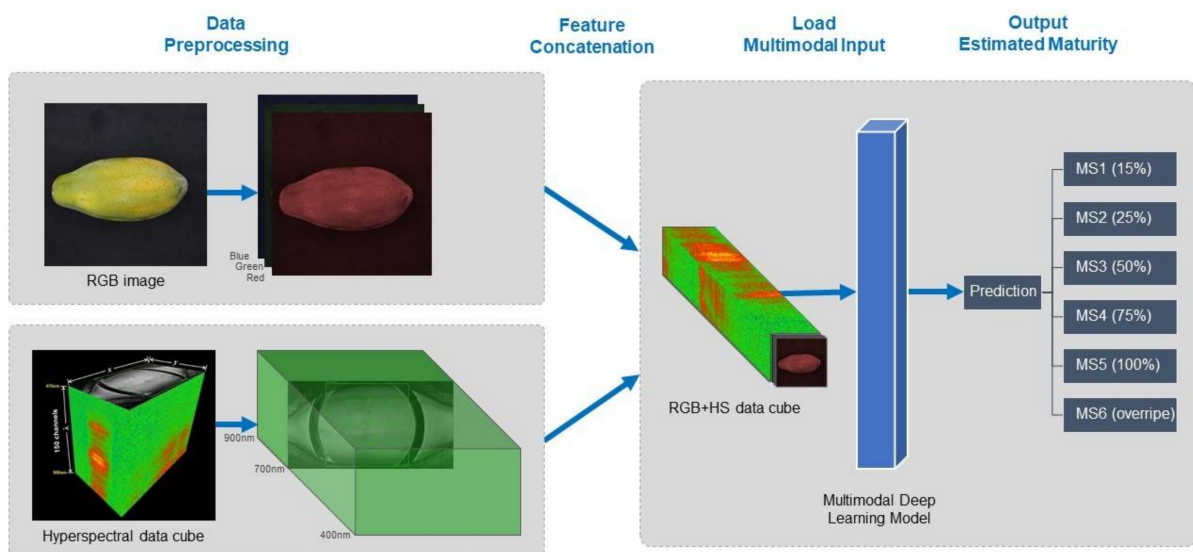 Data
Preprocessing
Feature
Concatenation
Load
Multimodal Input
Output
Estimated Maturity
RGB image
Blue
Green
Red
x
y
470nm
150 channels
λ
900nm
Hyperspectral data cube
900nm
700nm
400nm
RGB+HS data cube
Multimodal Deep
Learning Model
Prediction
MS1 (15%)
MS2 (25%)
MS3 (50%)
MS4 (75%)
MS5 (100%)
MS6 (overripe)